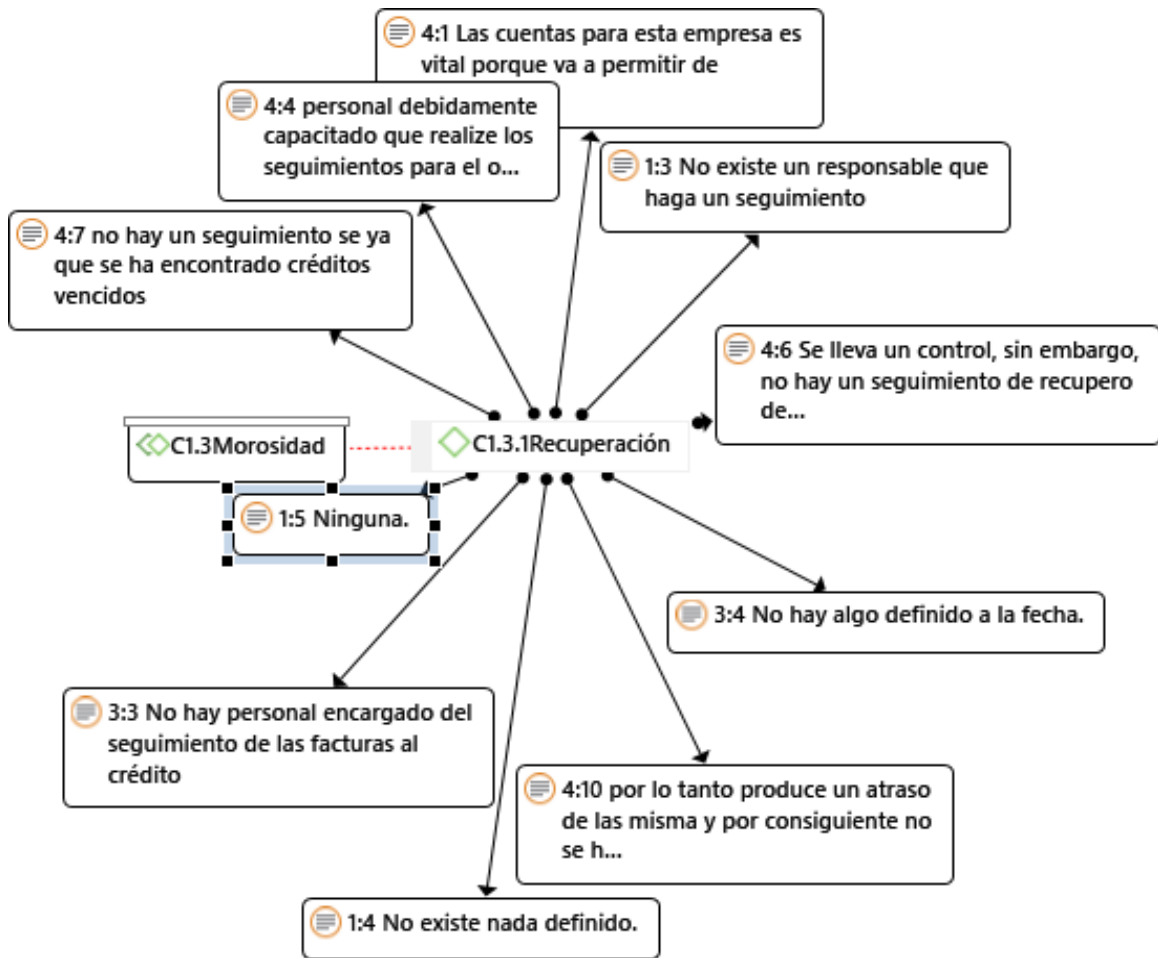 4:1 Las cuentas para esta empresa es
vital porque va a permitir de
4:4 personal debidamente
capacitado que realize los
seguimientos para el o...
1:3 No existe un responsable que
haga un seguimiento
4:7 no hay un seguimiento se ya
que se ha encontrado créditos
vencidos
4:6 Se lleva un control, sin embargo,
no hay un seguimiento de recupero
de...
C1.3Morosidad
C1.3.1Recuperación
1:5 Ninguna.
3:4 No hay algo definido a la fecha.
3:3 No hay personal encargado del
seguimiento de las facturas al
crédito
4:10 por lo tanto produce un atraso
de las misma y por consiguiente no
se h...
1:4 No existe nada definido.